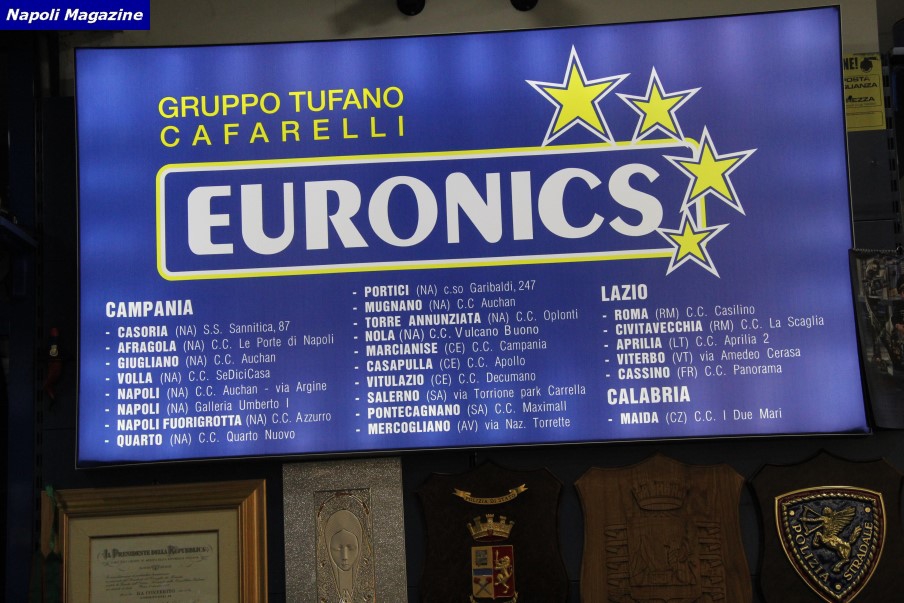 Napoli Magazine
GRUPPO TUFANO
CAFARELLI
EURONICS
CAMPANIA
- CASORIA (NA) S.S. Sannitica, 87
- AFRAGOLA (NA) C.C. Le Porte di Napoli
- GIUGLIANO (NA) C.C. Auchan
- VOLLA (NA) C.C. SeDiciCasa
- NAPOLI (NA) C.C. Auchan - via Argine
- NAPOLI (NA) Galleria Umberto I
- NAPOLI FUORIGROTTA (NA) C.C. Azzurro
- QUARTO (NA) C.C. Quarto Nuovo
- PORTICI (NA) c.so Garibaldi, 247
- MUGNANO (NA) C.C Auchan
- TORRE ANNUNZIATA (NA) C.C. Oplonti
- NOLA (NA) C.C. Vulcano Buono
- MARCIANISE (CE) C.C. Campania
- CASAPULLA (CE) C.C. Apollo
- VITULAZIO (CE) C.C. Decumano
- SALERNO (SA) via Torrione park Carrella
- PONTECAGNANO (SA) C.C. Maximall
- MERCOGLIANO (AV) via Naz. Torrette
LAZIO
- ROMA (RM) C.C. Casilino
- CIVITAVECCHIA (RM) C.C. La Scaglia
- APRILIA (LT) C.C. Aprilia 2
- VITERBO (VT) via Amedeo Cerasa
- CASSINO (FR) C.C. Panorama
CALABRIA
- MAIDA (CZ) C.C. I Due Mari
IL PRESIDENTE DELLA REPUBBLICA
POLIZIA DI STATO
POLIZIA STRADALE